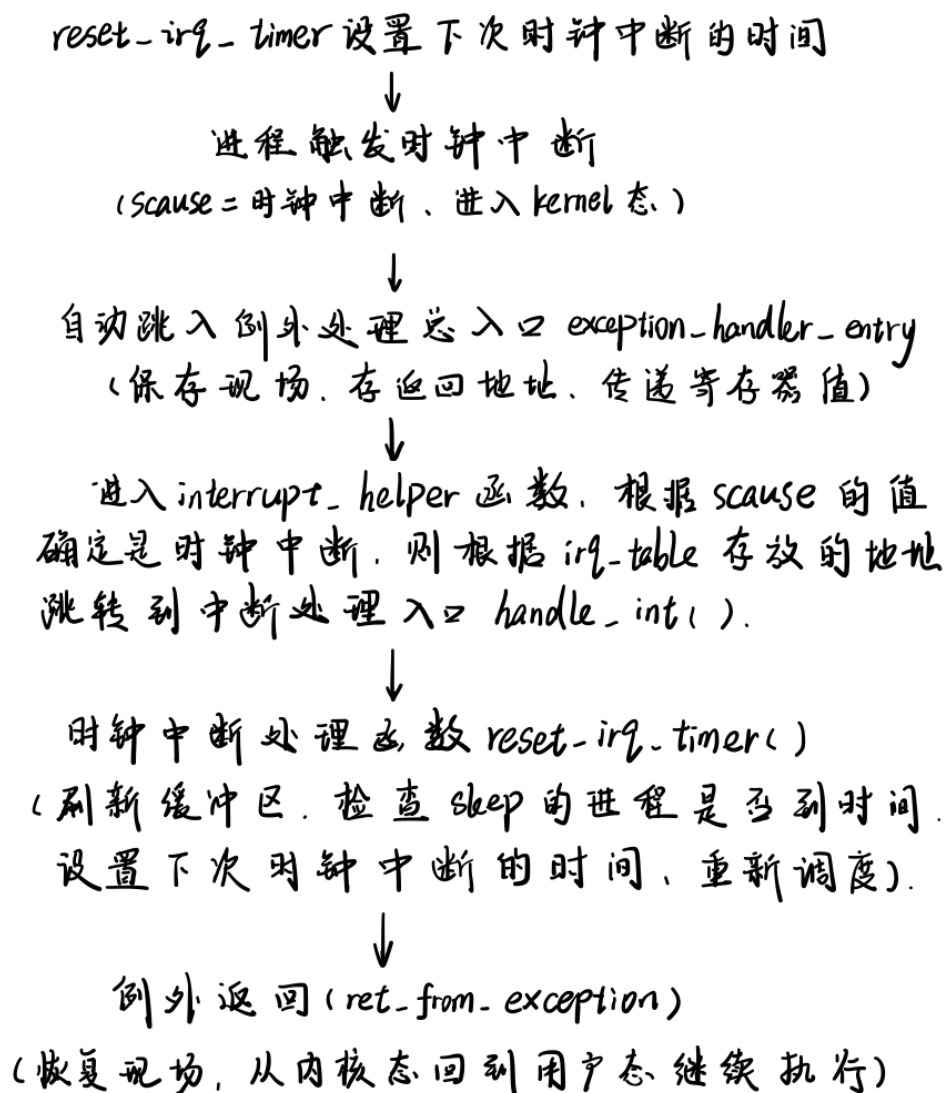 reset_irq_timer设置下次时钟中断的时间
↓
进程触发时钟中断
(scause=时钟中断、进入kernel态)
↓
自动跳入例外处理总入口 exception_handler_entry
(保存现场、存返回地址、传递寄存器值)
↓
进入interrupt_helper函数，根据scause的值
确定是时钟中断，则根据irq_table存放的地址
跳转到中断处理入口 handle_int().
↓
时钟中断处理函数reset_irq_timer()
(刷新缓冲区、检查sleep的进程是否到时间、
设置下次时钟中断的时间、重新调度).
↓
例外返回(ret_from_exception)
(恢复现场，从内核态回到用户态继续执行)